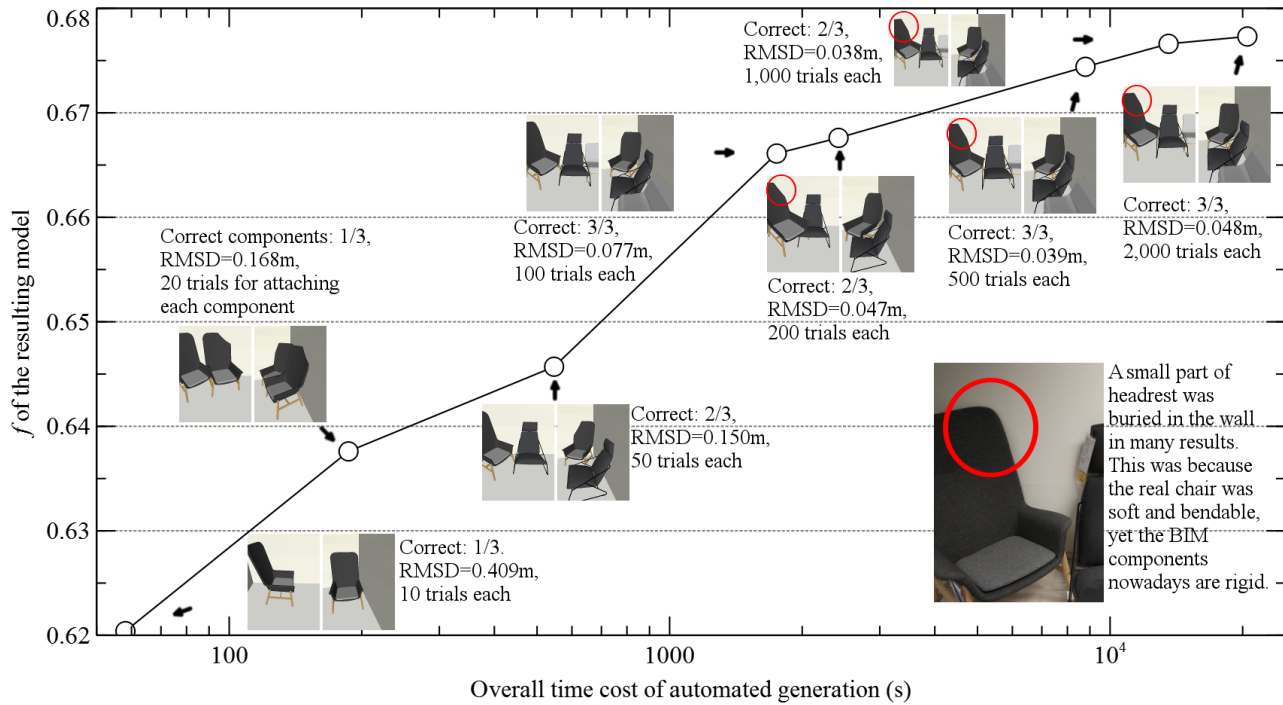 0.68
0.67
0.66
0.65
0.64
0.63
0.62
f of the resulting model
Correct: 2/3,
RMSD=0.038m,
1,000 trials each
Correct: 3/3,
RMSD=0.077m,
100 trials each
Correct components: 1/3,
RMSD=0.168m,
20 trials for attaching
each component
Correct: 2/3,
RMSD=0.047m,
200 trials each
Correct: 3/3,
RMSD=0.039m,
500 trials each
Correct: 3/3,
RMSD=0.048m,
2,000 trials each
Correct: 2/3,
RMSD=0.150m,
50 trials each
Correct: 1/3.
RMSD=0.409m,
10 trials each
A small part of
headrest was
buried in the wall
in many results.
This was because
the real chair was
soft and bendable,
yet the BIM
components
nowadays are rigid.
100
1000
10⁴
Overall time cost of automated generation (s)